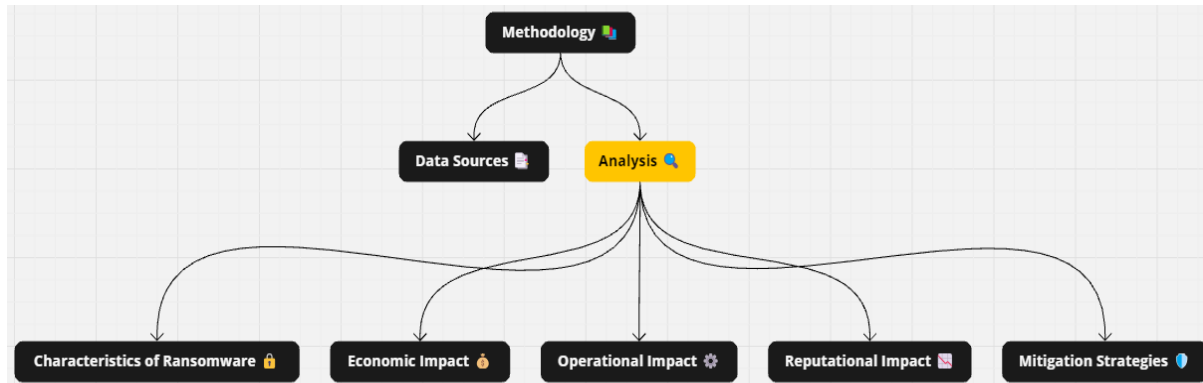 Methodology
Data Sources
Analysis
Characteristics of Ransomware
Economic Impact
Operational Impact
Reputational Impact
Mitigation Strategies